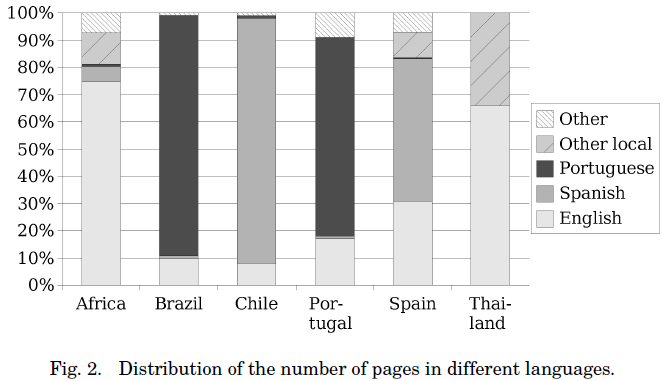 100%
90%
80%
70%
60%
50%
40%
30%
20%
10%
0%
Africa Brazil Chile Por- Spain Thai-
tugal land
Other
Other local
Portuguese
Spanish
English
Fig. 2. Distribution of the number of pages in different languages.